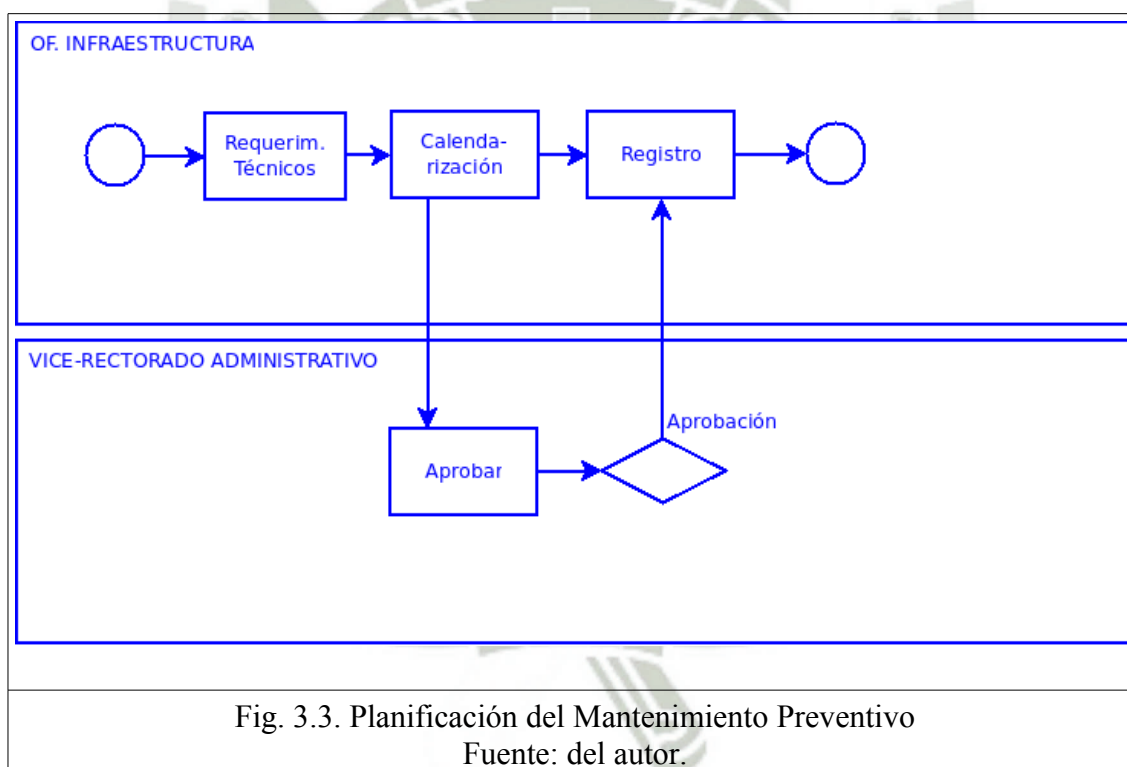 OF. INFRAESTRUCTURA
Requerim.
Técnicos
Calenda-
rización
Registro
VICE-RECTORADO ADMINISTRATIVO
Aprobación
Aprobar
Fig. 3.3. Planificación del Mantenimiento Preventivo
Fuente: del autor.